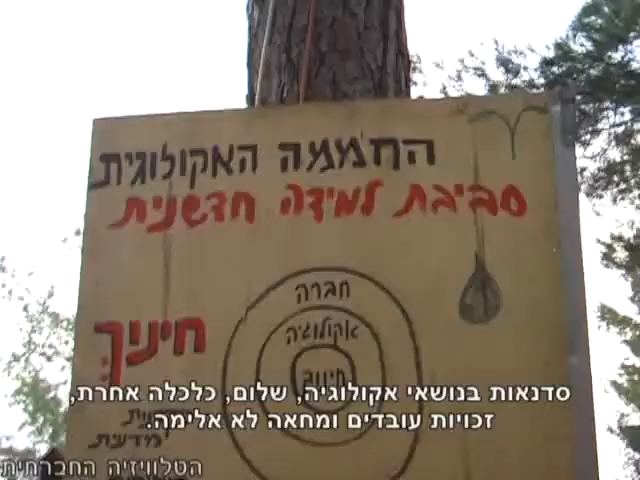 החממה האקולוגית
סביבת למידה חדשנית
חברה
אקולוגיה
חינוך
חינוך
סדנאות בנושאי אקולוגיה, שלום, כלכלה אחרת,
זכויות עובדים ומחאה לא אלימה.
הטלוויזיה החברתית